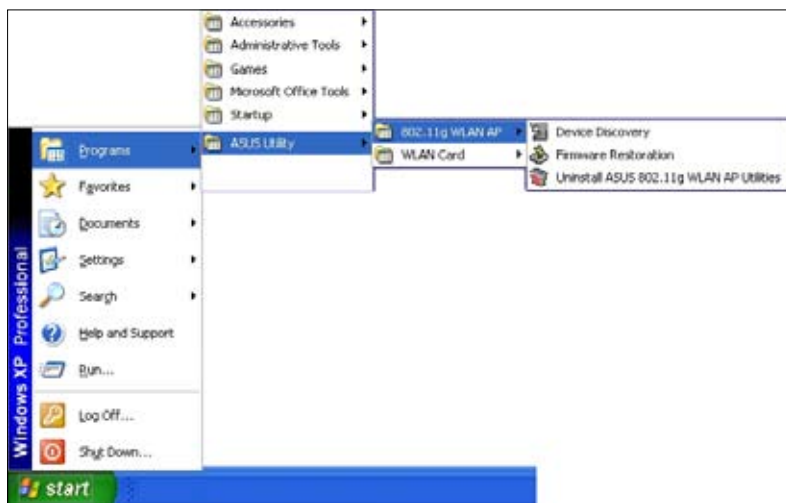 Accessories
Administrative Tools
Games
Microsoft Office Tools
Startup
ASUS Utility
802.11g WLAN AP
WLAN Card
Device Discovery
Firmware Restoration
Uninstall ASUS 802.11g WLAN AP Utilities
Programs
Favorites
Documents
Settings
Search
Help and Support
Run...
Log Off...
Shut Down...
Windows XP Professional
start